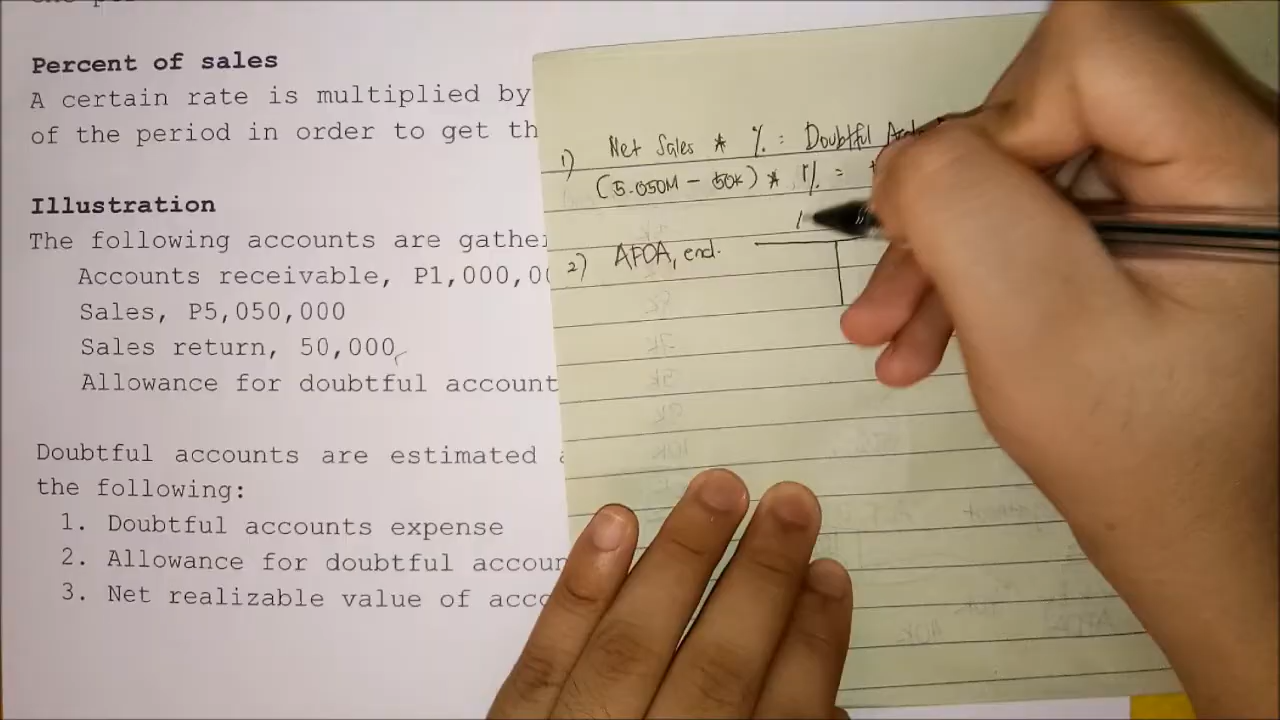 Percent of sales
A certain rate is multiplied by
of the period in order to get th
Illustration
The following accounts are gathe
Accounts receivable, P1,000,00
Sales, P5,050,000
Sales return, 50,000
Allowance for doubtful account
Doubtful accounts are estimated
the following:
1. Doubtful accounts expense
2. Allowance for doubtful accoun
3. Net realizable value of acco
1) Net Sales * % = Doubtful
(5.050M - 50K) * 1% =
2) AFDA, end.